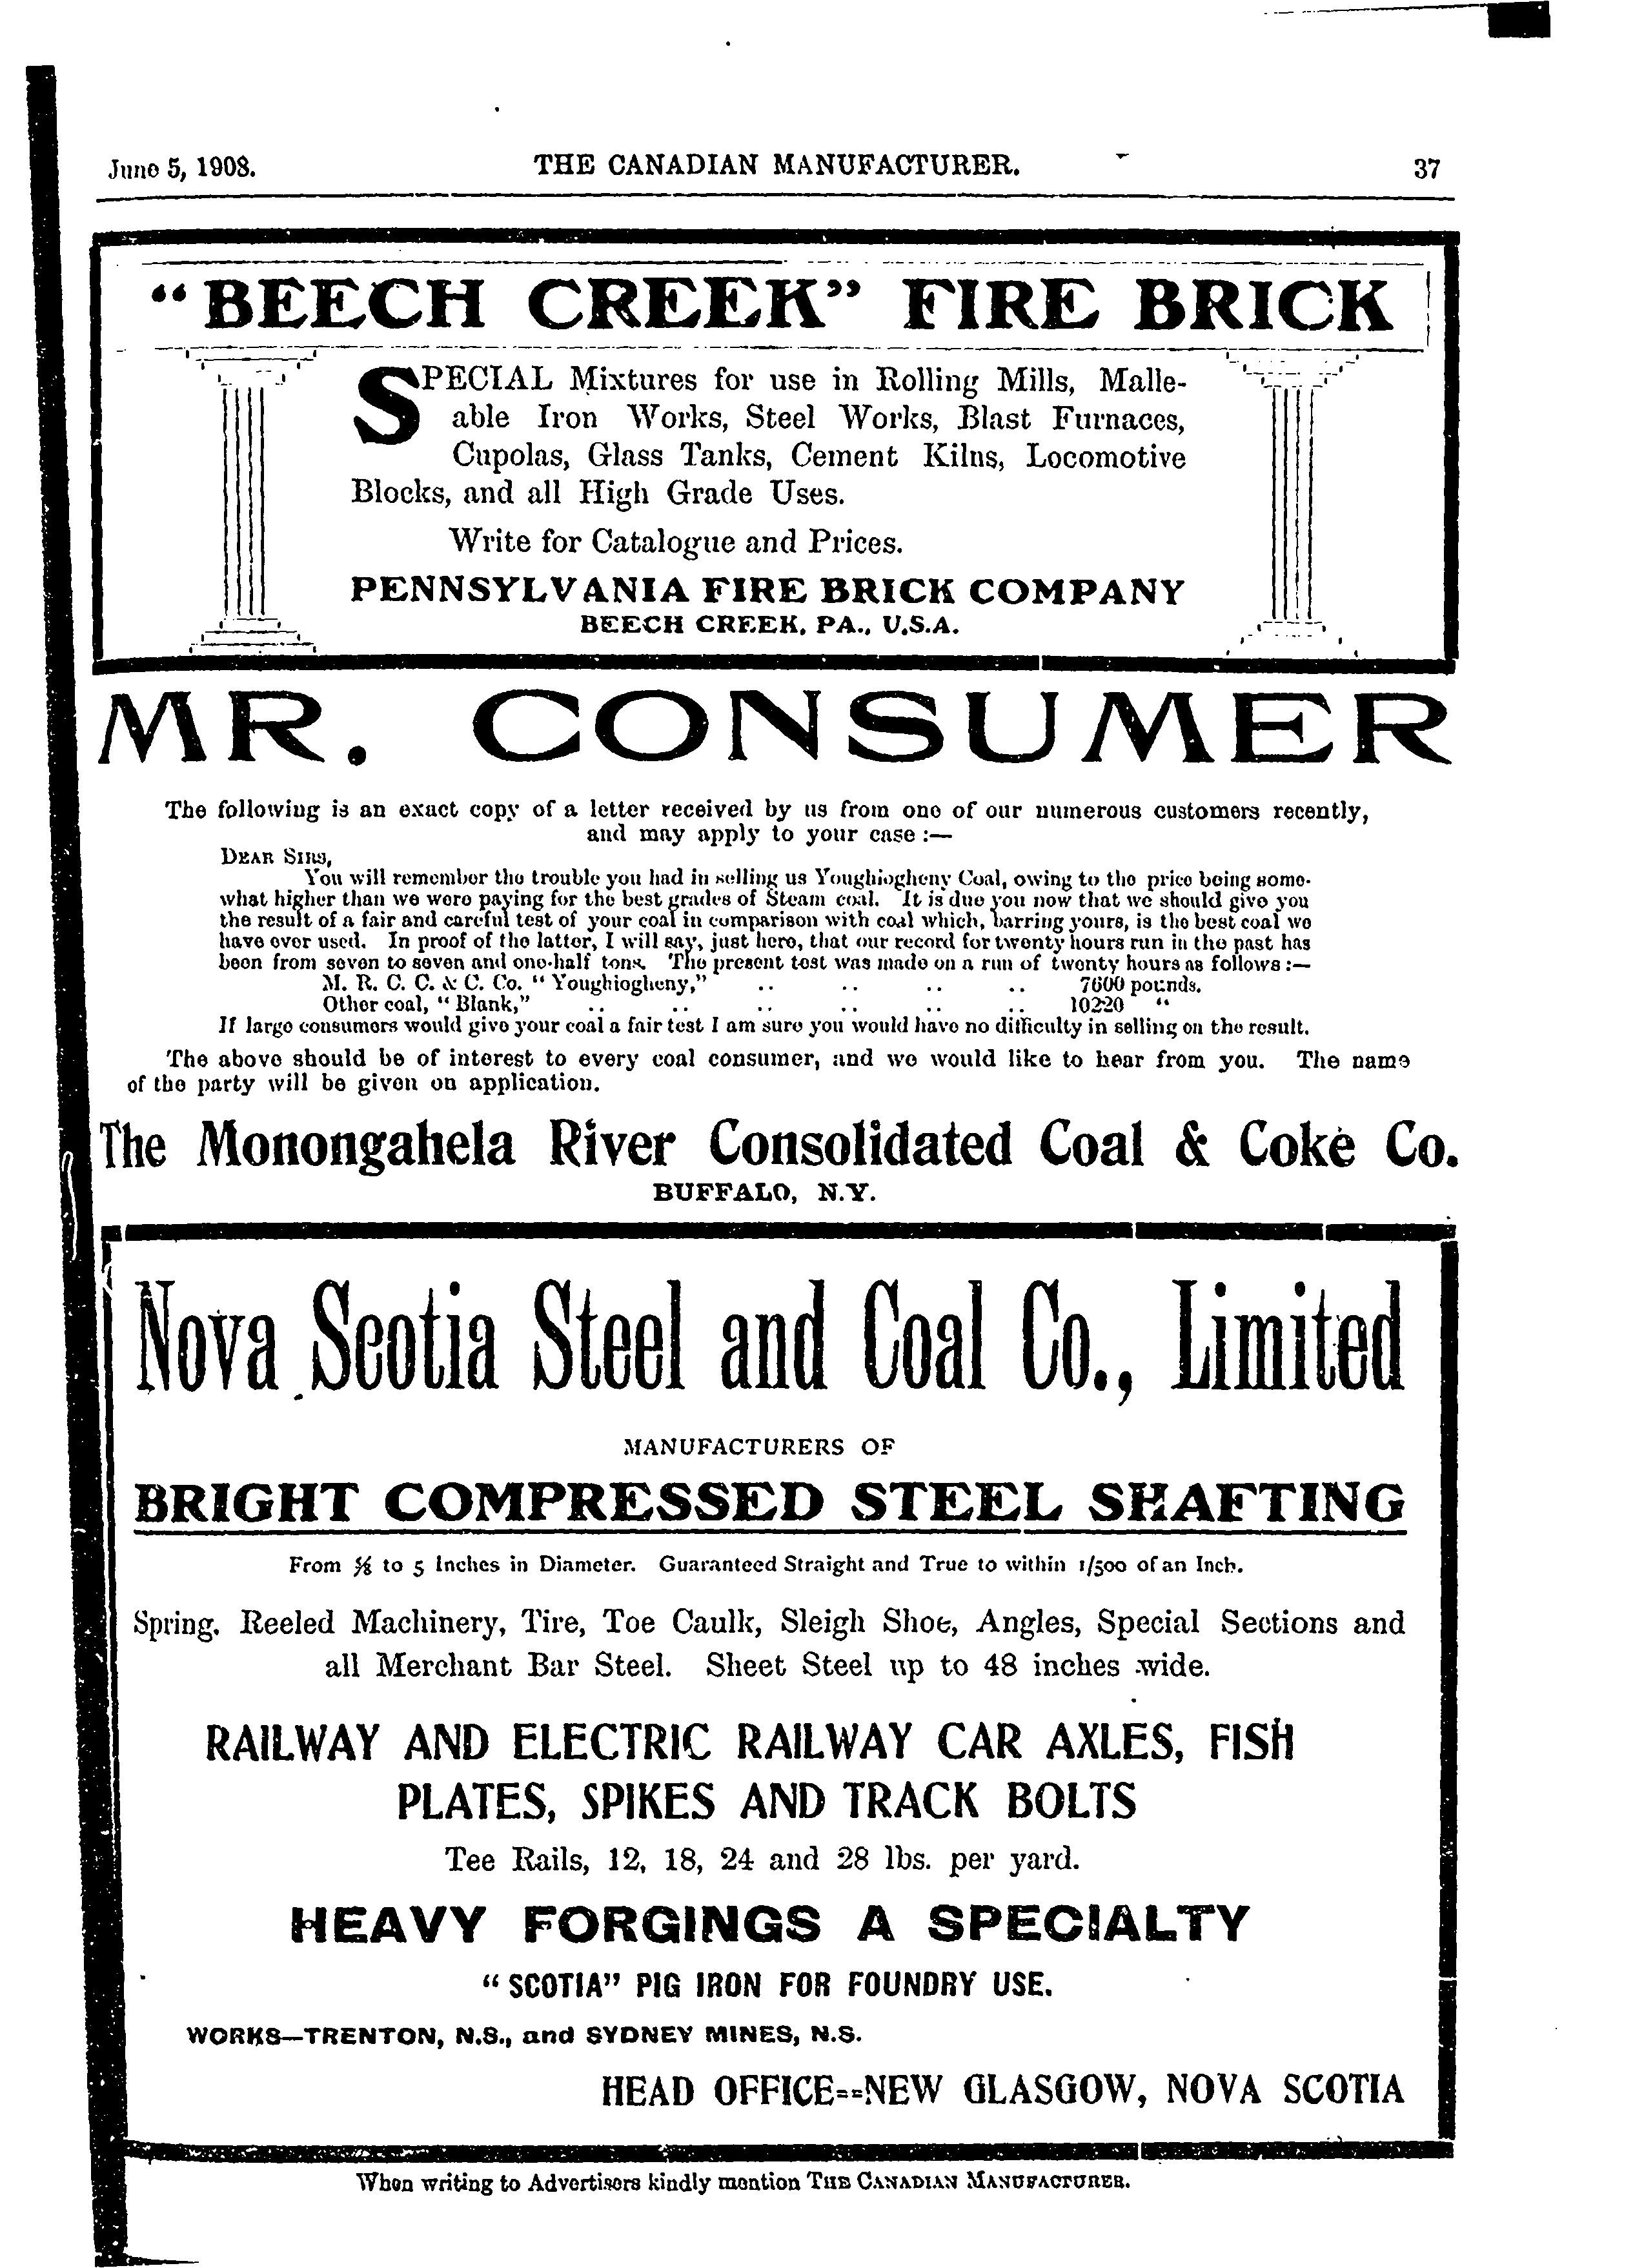 June 5, 1908.
THE CANADIAN MANUFACTURER.
37
“BEECH CREEK” FIRE BRICK
SPECIAL Mixtures for use in Rolling Mills, Malle-
able Iron Works, Steel Works, Blast Furnaces,
Cupolas, Glass Tanks, Cement Kilns, Locomotive
Blocks, and all High Grade Uses.
Write for Catalogue and Prices.
PENNSYLVANIA FIRE BRICK COMPANY
BEECH CREEK, PA., U.S.A.
MR. CONSUMER
The following is an exact copy of a letter received by us from one of our numerous customers recently,
and may apply to your case :—
DEAR SIRS,
You will remember the trouble you had in selling us Youghiogheny Coal, owing to the price being some-
what higher than we were paying for the best grades of Steam coal. It is due you now that we should give you
the result of a fair and careful test of your coal in comparison with coal which, barring yours, is the best coal we
have ever used. In proof of the latter, I will say, just here, that our record for twenty hours run in the past has
been from seven to seven and one-half tons. The present test was made on a run of twenty hours as follows :—
M. R. C. C. & C. Co. “Youghiogheny,” .. .. .. .. 7600 pounds.
Other coal, “Blank,” .. .. .. .. .. .. 10220 “
If large consumers would give your coal a fair test I am sure you would have no difficulty in selling on the result.
The above should be of interest to every coal consumer, and we would like to hear from you. The name
of the party will be given on application.
The Monongahela River Consolidated Coal & Coke Co.
BUFFALO, N.Y.
Nova Scotia Steel and Coal Co., Limited
MANUFACTURERS OF
BRIGHT COMPRESSED STEEL SHAFTING
From ⅝ to 5 Inches in Diameter. Guaranteed Straight and True to within 1/500 of an Inch.
Spring, Reeled Machinery, Tire, Toe Caulk, Sleigh Shoe, Angles, Special Sections and
all Merchant Bar Steel. Sheet Steel up to 48 inches wide.
RAILWAY AND ELECTRIC RAILWAY CAR AXLES, FISH
PLATES, SPIKES AND TRACK BOLTS
Tee Rails, 12, 18, 24 and 28 lbs. per yard.
HEAVY FORGINGS A SPECIALTY
“SCOTIA” PIG IRON FOR FOUNDRY USE.
WORKS—TRENTON, N.S., and SYDNEY MINES, N.S.
HEAD OFFICE==NEW GLASGOW, NOVA SCOTIA
When writing to Advertisers kindly mention THE CANADIAN MANUFACTURER.